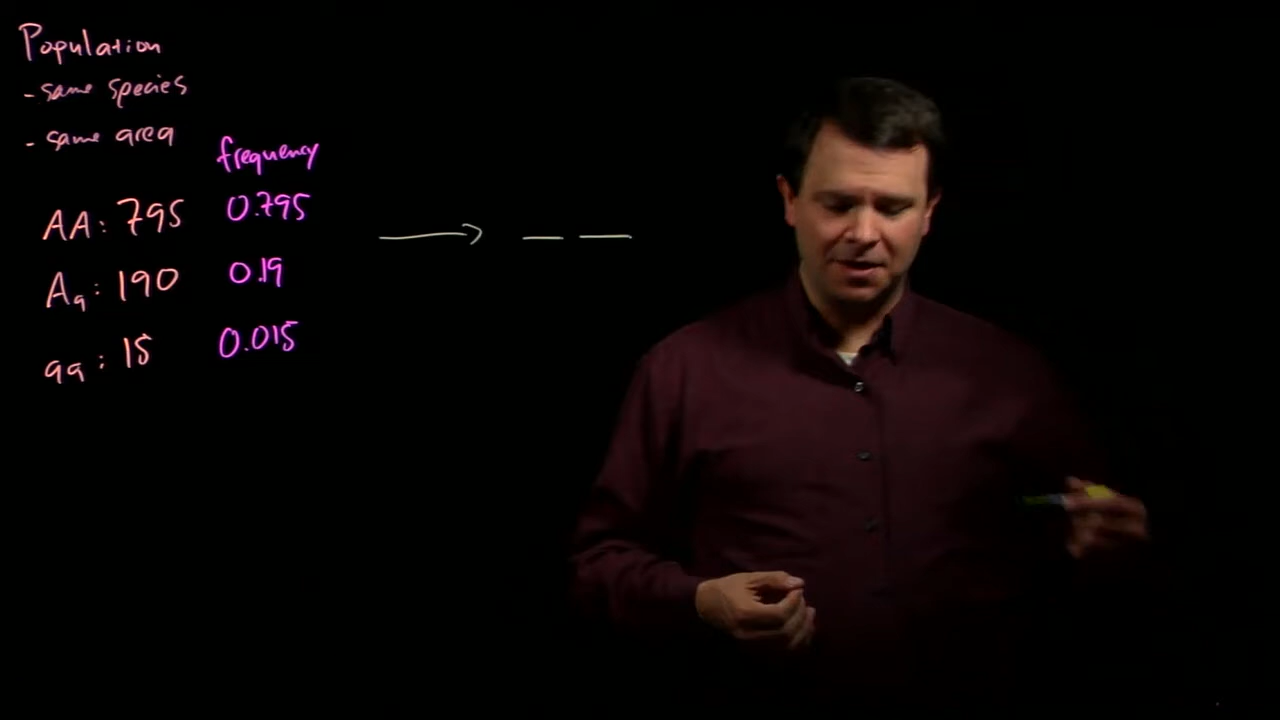 Population
- same species
- same area
frequency
AA: 795 0.795
Aa: 190 0.19
aa: 15 0.015